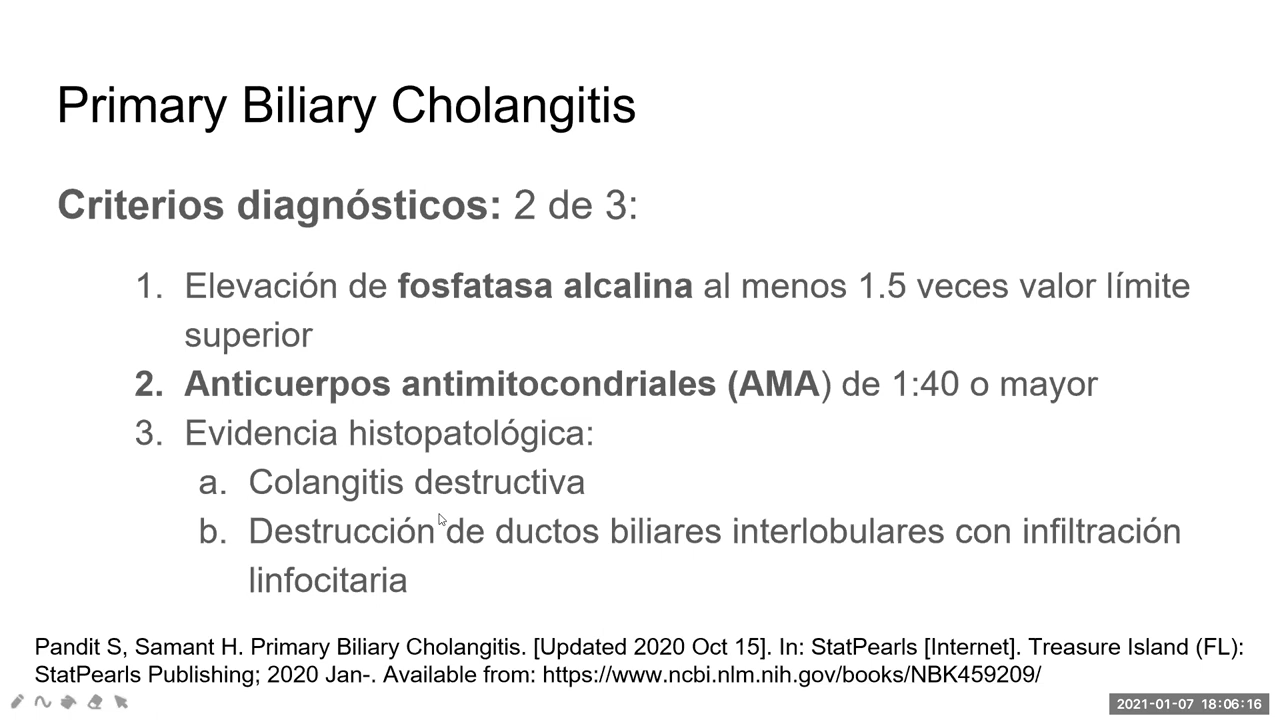 Primary Biliary Cholangitis
Criterios diagnósticos: 2 de 3:
1. Elevación de fosfatasa alcalina al menos 1.5 veces valor límite
superior
2. Anticuerpos antimitocondriales (AMA) de 1:40 o mayor
3. Evidencia histopatológica:
a. Colangitis destructiva
b. Destrucción de ductos biliares interlobulares con infiltración
linfocitaria
Pandit S, Samant H. Primary Biliary Cholangitis. [Updated 2020 Oct 15]. In: StatPearls [Internet]. Treasure Island (FL):
StatPearls Publishing; 2020 Jan-. Available from: https://www.ncbi.nlm.nih.gov/books/NBK459209/
2021-01-07 18:06:16